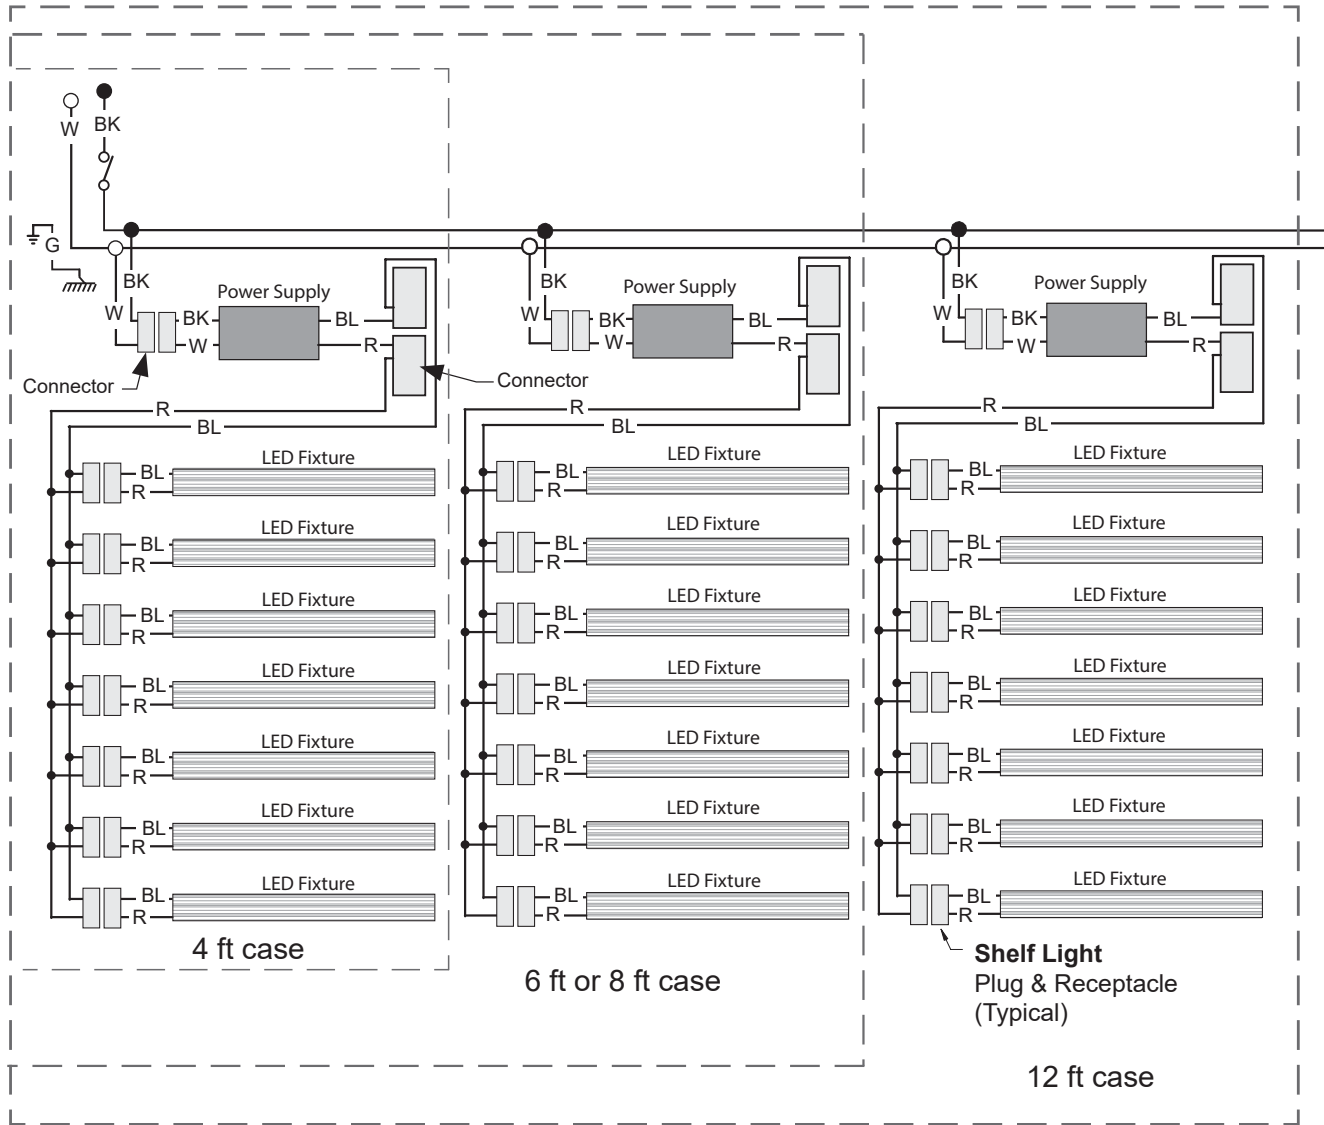 W
BK
G
BK
W
BK
W
Power Supply
BL
R
Connector
Connector
R
BL
LED Fixture
BL
R
LED Fixture
BL
R
LED Fixture
BL
R
LED Fixture
BL
R
LED Fixture
BL
R
LED Fixture
BL
R
LED Fixture
BL
R
4 ft case
BK
W
BK
W
Power Supply
BL
R
R
BL
LED Fixture
BL
R
LED Fixture
BL
R
LED Fixture
BL
R
LED Fixture
BL
R
LED Fixture
BL
R
LED Fixture
BL
R
LED Fixture
BL
R
6 ft or 8 ft case
BK
W
BK
W
Power Supply
BL
R
R
BL
LED Fixture
BL
R
LED Fixture
BL
R
LED Fixture
BL
R
LED Fixture
BL
R
LED Fixture
BL
R
LED Fixture
BL
R
LED Fixture
BL
R
Shelf Light
Plug & Receptacle
(Typical)
12 ft case